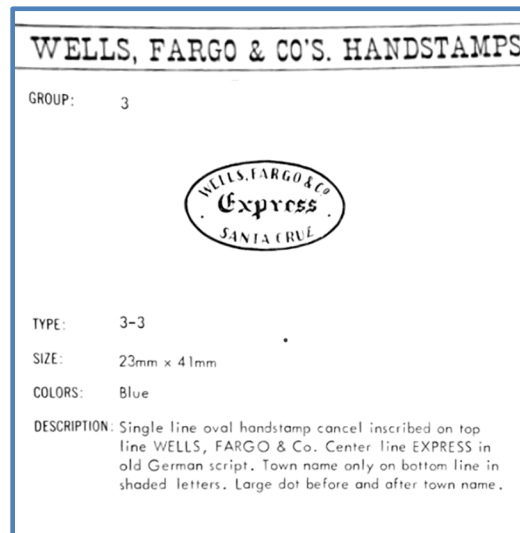 WELLS, FARGO & CO'S. HANDSTAMPS
GROUP: 3
WELLS, FARGO & Co
Express
SANTA CRUZ
TYPE: 3-3
SIZE: 23mm x 41mm
COLORS: Blue
DESCRIPTION: Single line oval handstamp cancel inscribed on top
line WELLS, FARGO & Co. Center line EXPRESS in
old German script. Town name only on bottom line in
shaded letters. Large dot before and after town name.